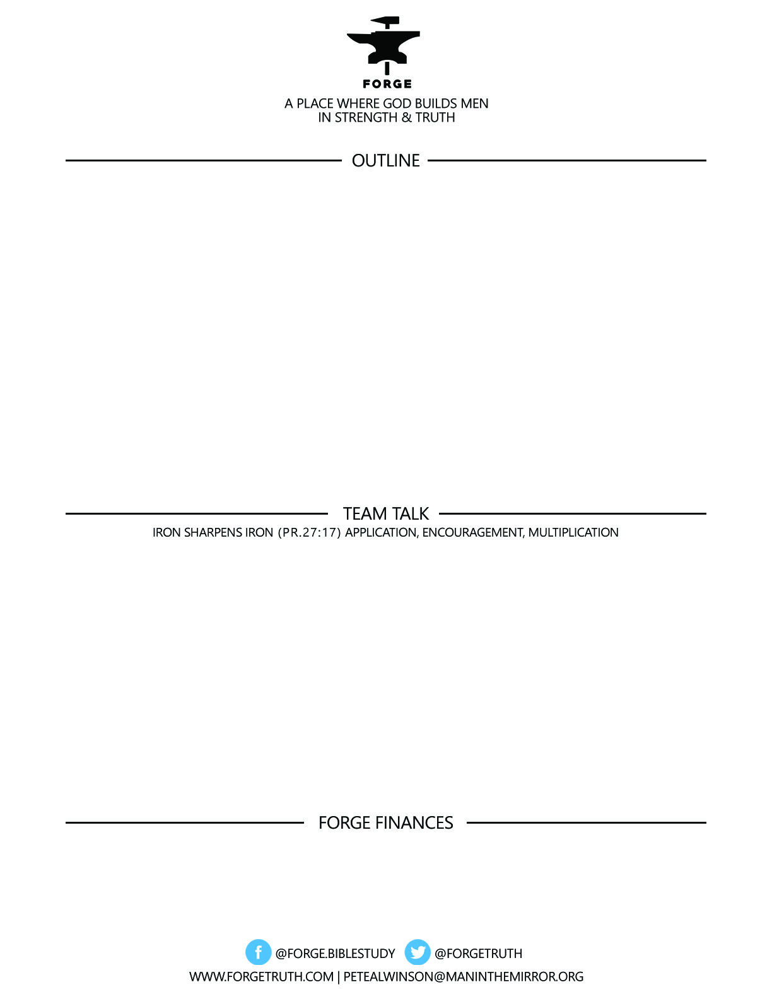 FORGE
A PLACE WHERE GOD BUILDS MEN
IN STRENGTH & TRUTH
OUTLINE
TEAM TALK
IRON SHARPENS IRON (PR.27:17) APPLICATION, ENCOURAGEMENT, MULTIPLICATION
FORGE FINANCES
@FORGE.BIBLESTUDY @FORGETRUTH
WWW.FORGETRUTH.COM | PETEALWINSON@MANINTHEMIRROR.ORG